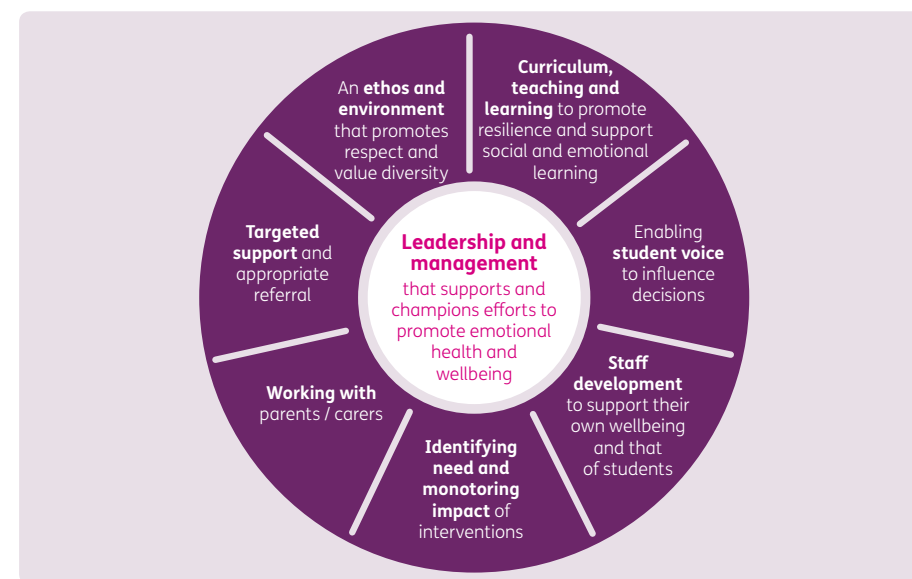 Leadership and
management
that supports and
champions efforts to
promote emotional
health and
wellbeing
Curriculum,
teaching and
learning to promote
resilience and support
social and emotional
learning
Enabling
student voice
to influence
decisions
Staff
development
to support their
own wellbeing
and that
of students
Identifying
need and
monotoring
impact of
interventions
Working with
parents / carers
Targeted
support and
appropriate
referral
An ethos and
environment
that promotes
respect and
value diversity